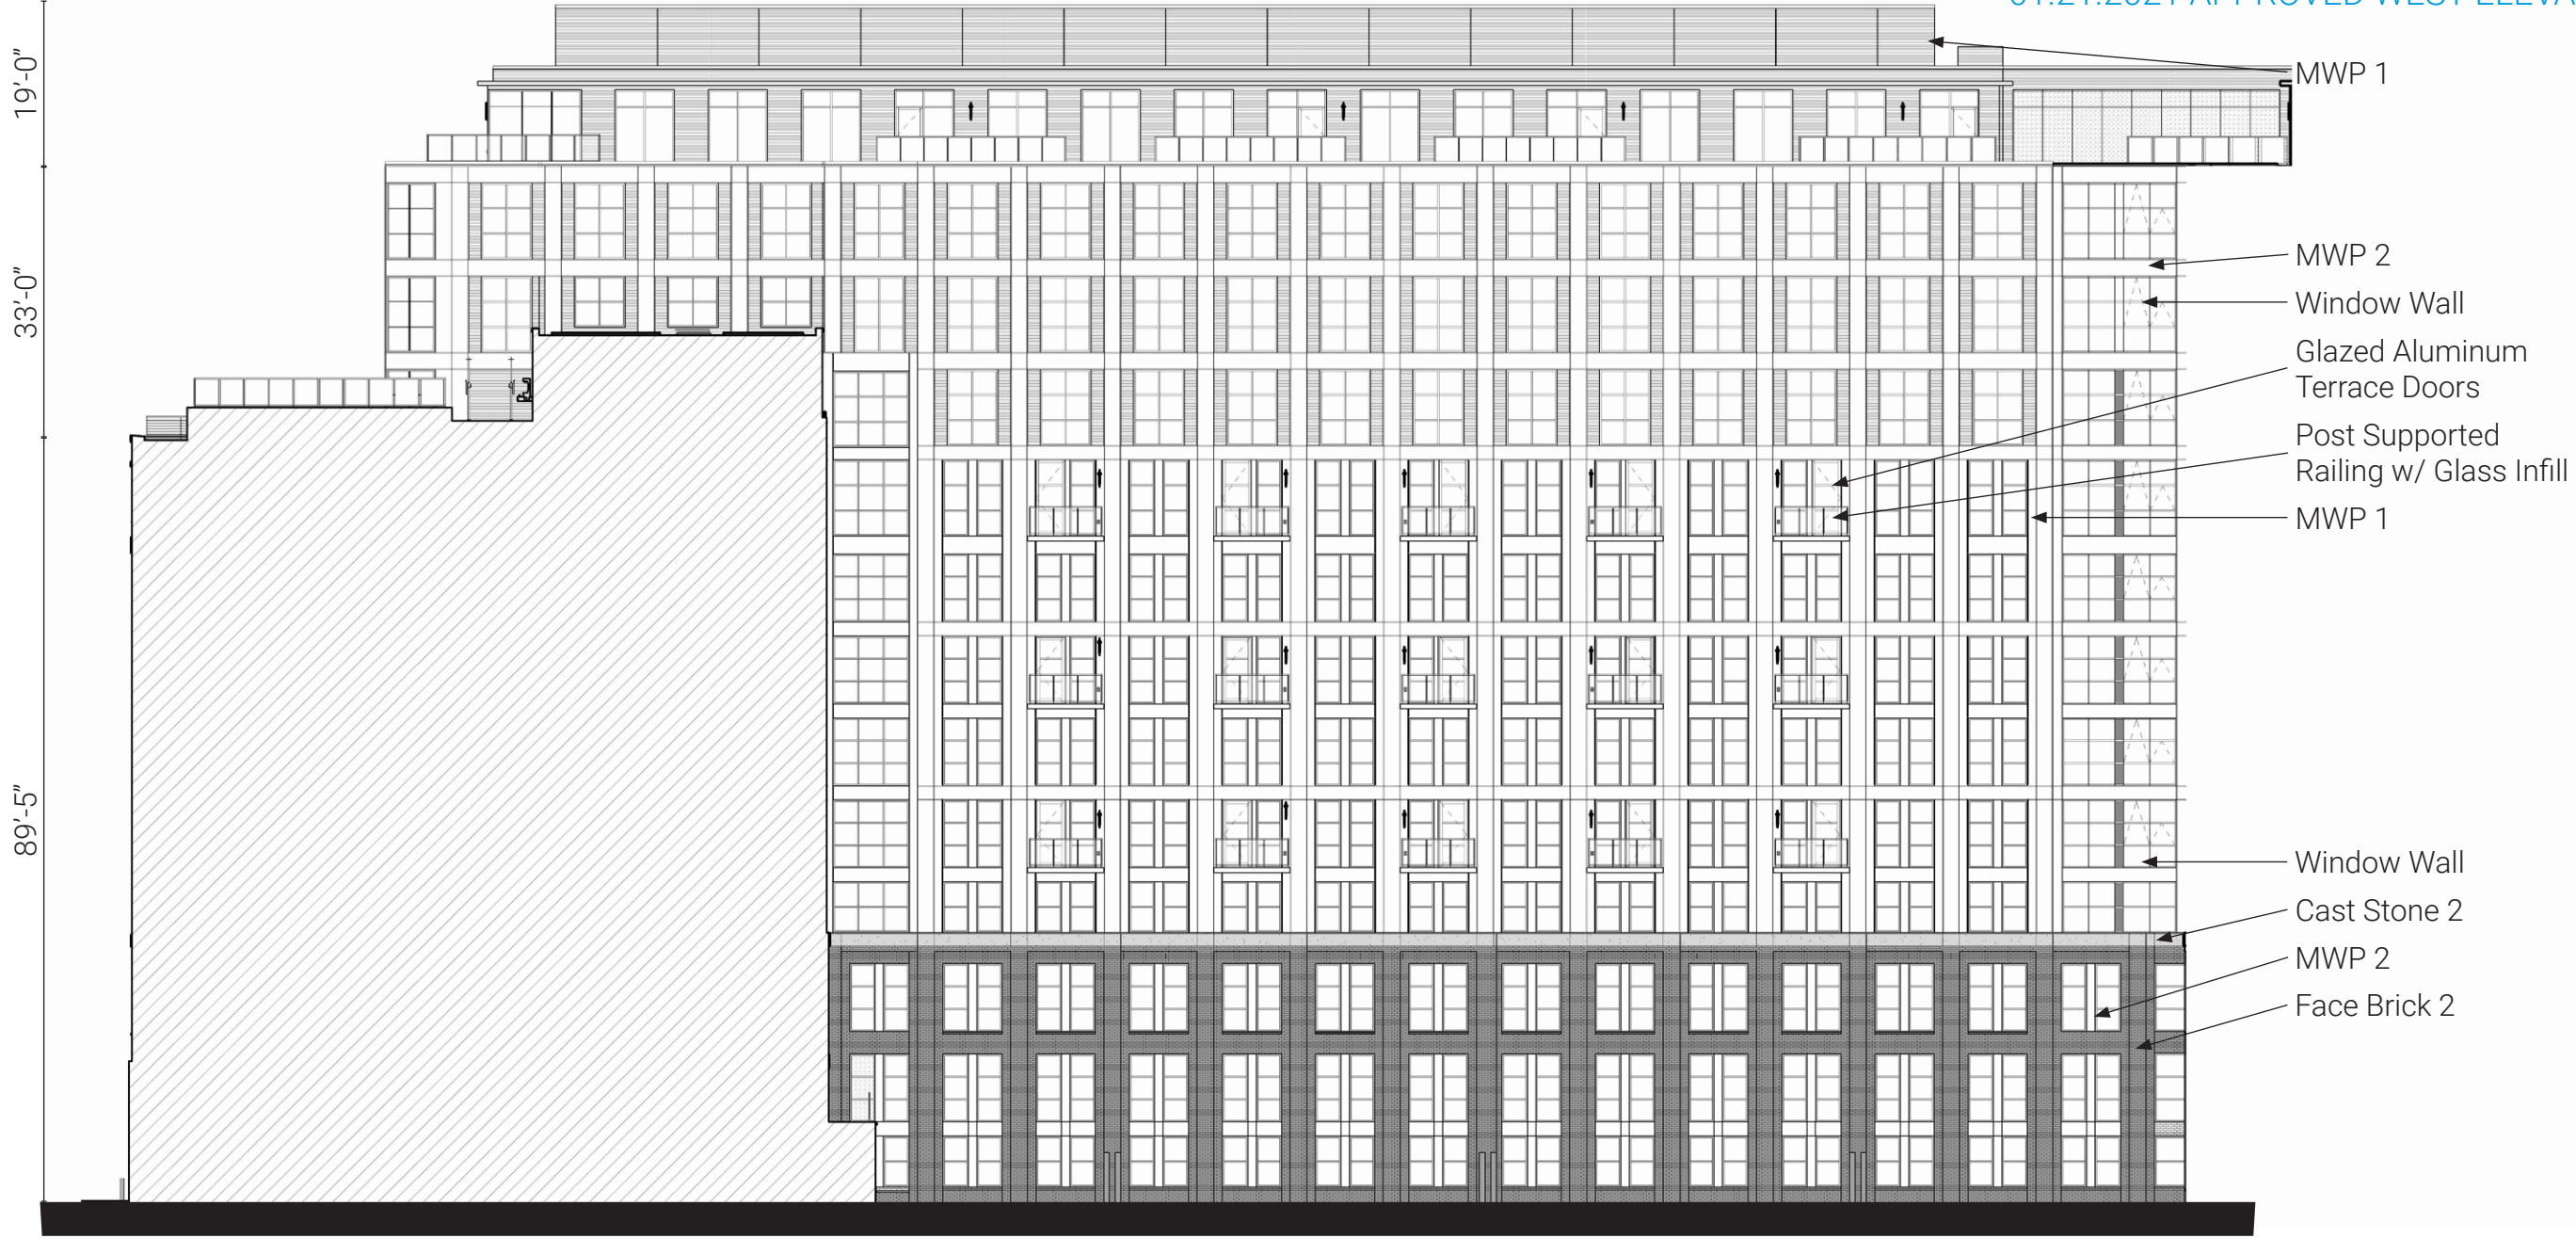 MWP 1
19'-0"
MWP 2
33'-0"
Window Wall
Glazed Aluminum
Terrace Doors
Post Supported
Railing w/ Glass Infill
MWP 1
89'-5"
Window Wall
Cast Stone 2
MWP 2
Face Brick 2